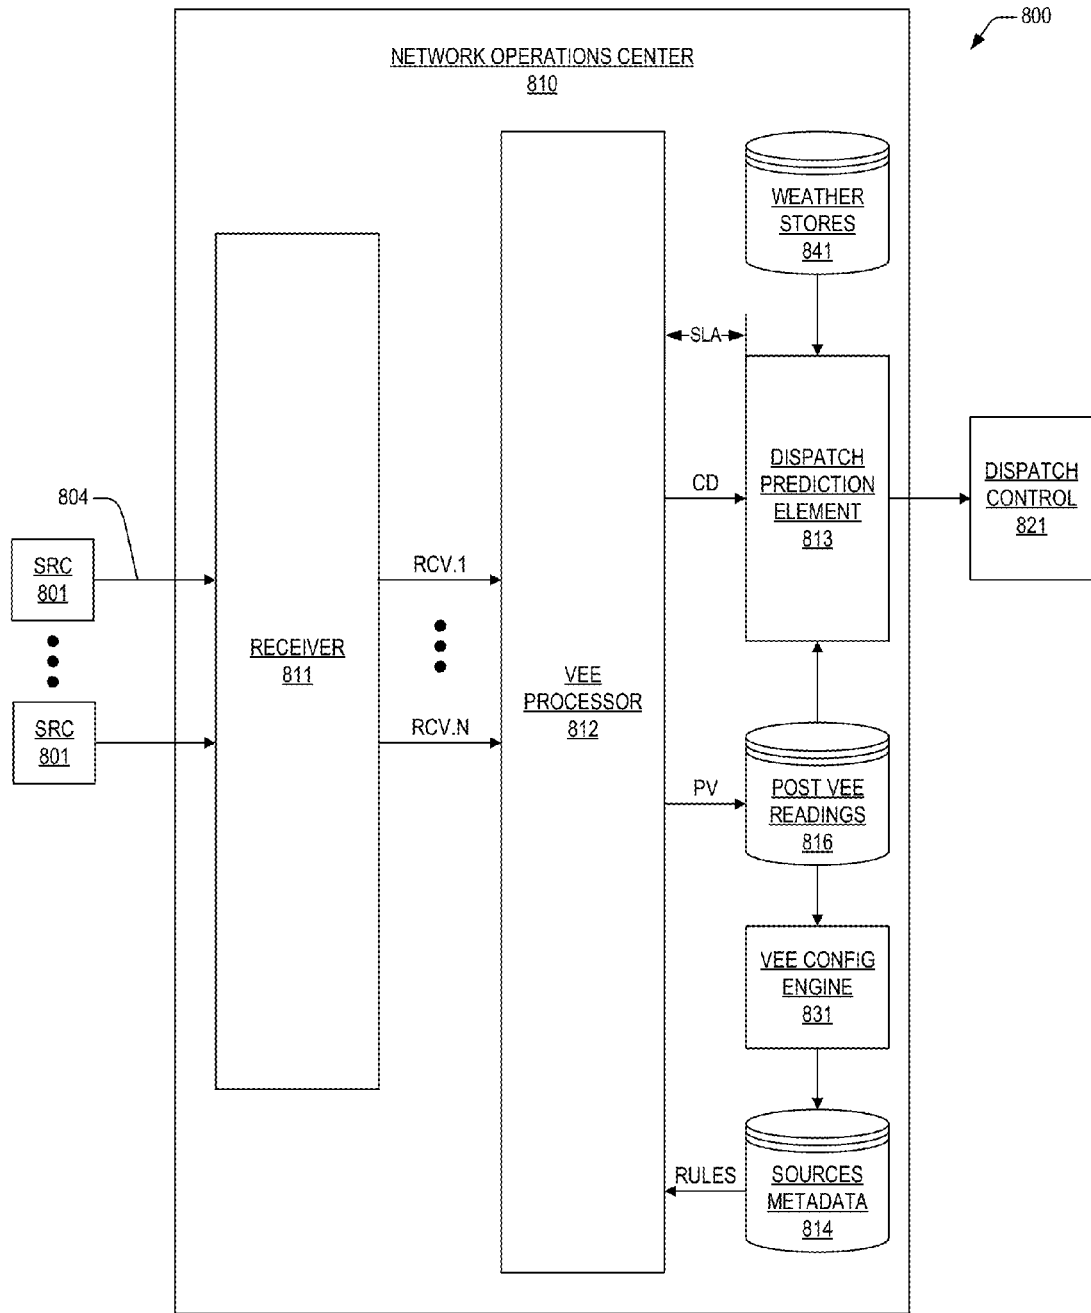 800
NETWORK OPERATIONS CENTER
810
WEATHER
STORES
841
SLA
DISPATCH
PREDICTION
ELEMENT
813
CD
DISPATCH
CONTROL
821
804
SRC
801
SRC
801
RECEIVER
811
RCV.1
RCV.N
VEE
PROCESSOR
812
PV
POST VEE
READINGS
816
VEE CONFIG
ENGINE
831
RULES
SOURCES
METADATA
814